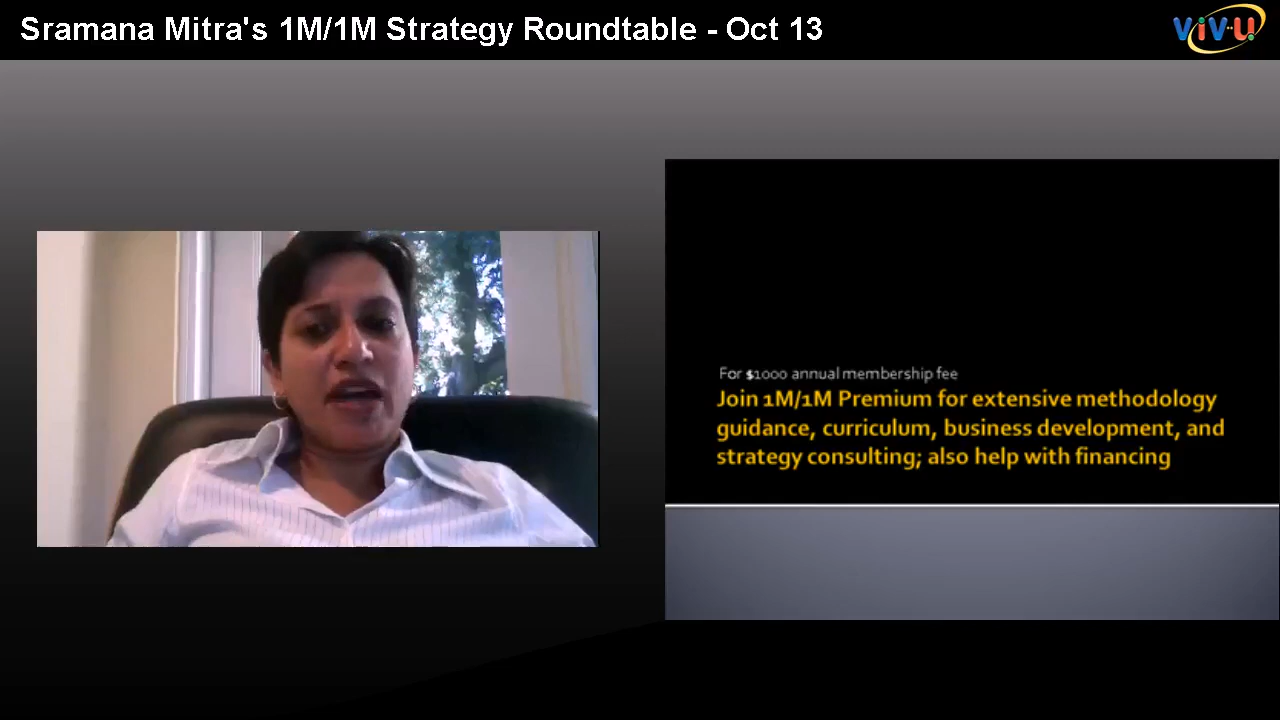 Sramana Mitra's 1M/1M Strategy Roundtable - Oct 13
ViV·U!
For $1000 annual membership fee
Join 1M/1M Premium for extensive methodology
guidance, curriculum, business development, and
strategy consulting; also help with financing